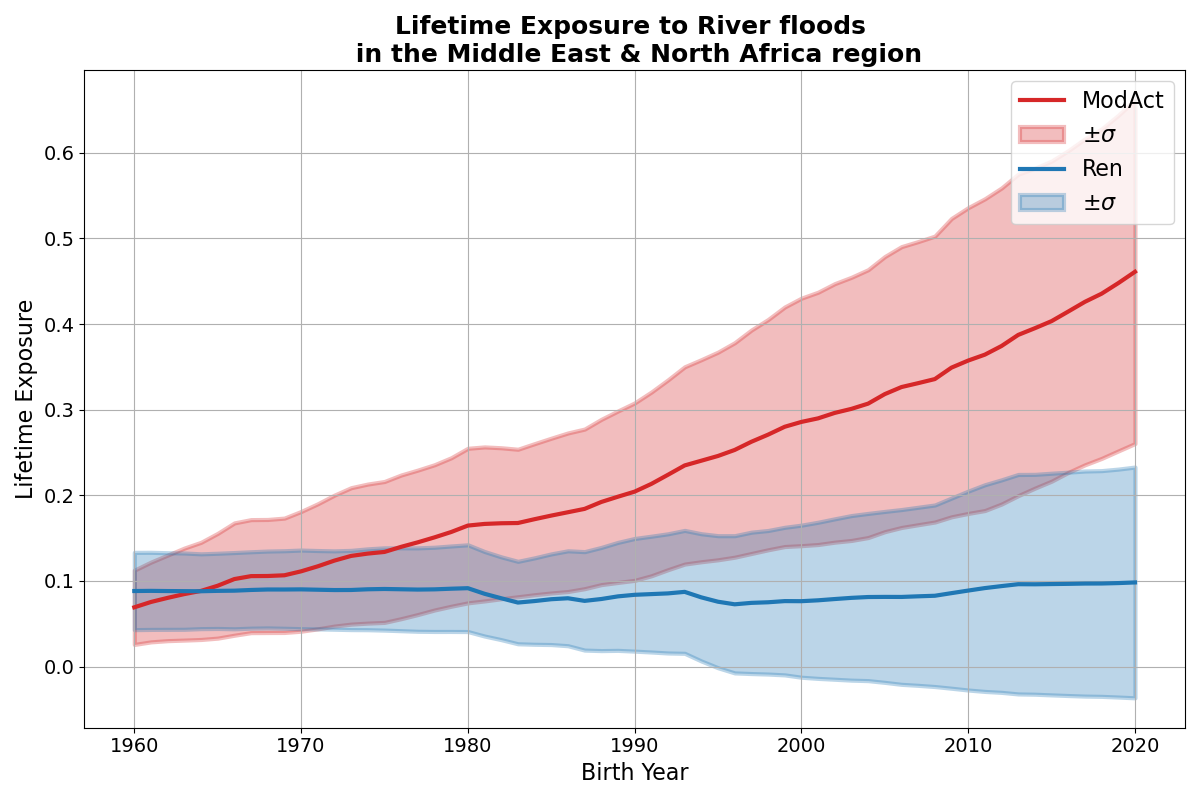 Lifetime Exposure to River floods
in the Middle East & North Africa region
ModAct
±σ
Ren
±σ
Lifetime Exposure
0.6
0.5
0.4
0.3
0.2
0.1
0.0
1960 1970 1980 1990 2000 2010 2020
Birth Year